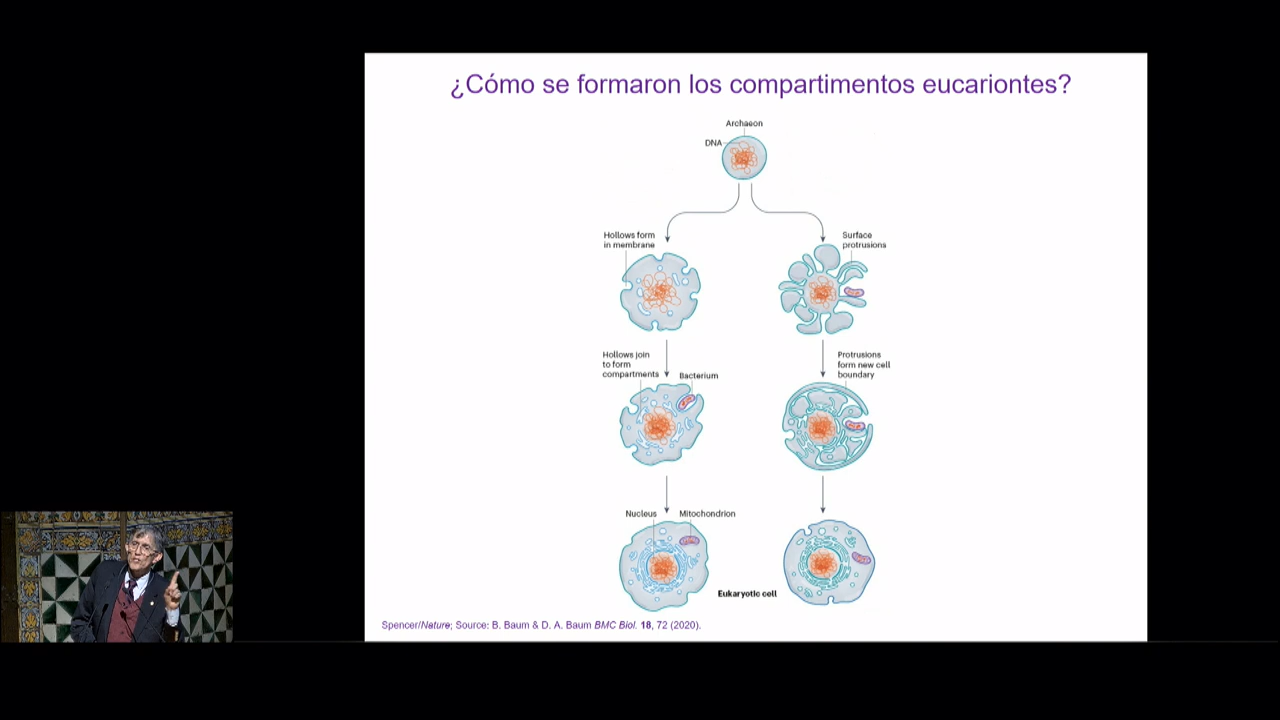 ¿Cómo se formaron los compartimentos eucariontes?
Archaeon
DNA
Hollows form
in membrane
Surface
protrusions
Hollows join
to form
compartments
Bacterium
Protrusions
form new cell
boundary
Nucleus
Mitochondrion
Eukaryotic cell
Spencer/Nature; Source: B. Baum & D. A. Baum BMC Biol. 18, 72 (2020).